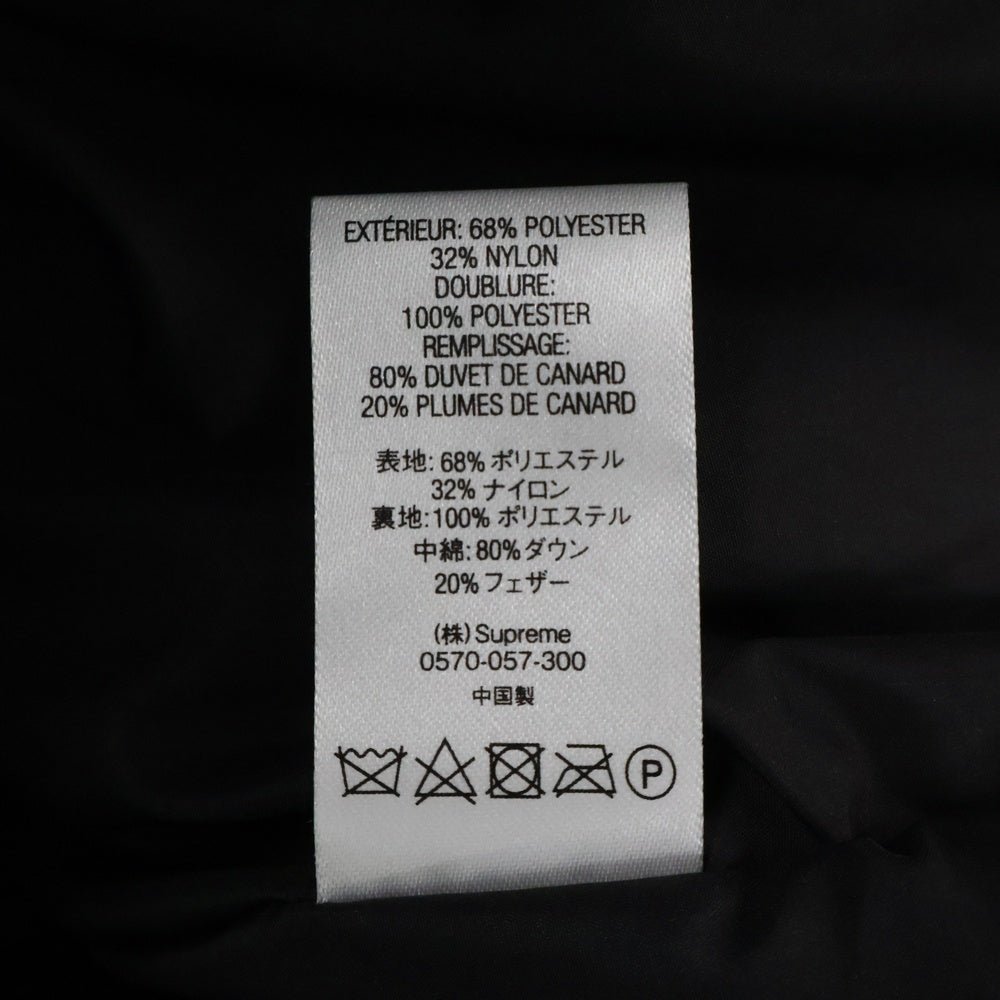 EXTÉRIEUR: 68% POLYESTER
32% NYLON
DOUBLURE:
100% POLYESTER
REMPLISSAGE:
80% DUVET DE CANARD
20% PLUMES DE CANARD
表地: 68% ポリエステル
32% ナイロン
裏地:100% ポリエステル
中綿: 80%ダウン
20% フェザー
(株) Supreme
0570-057-300
中国製
P